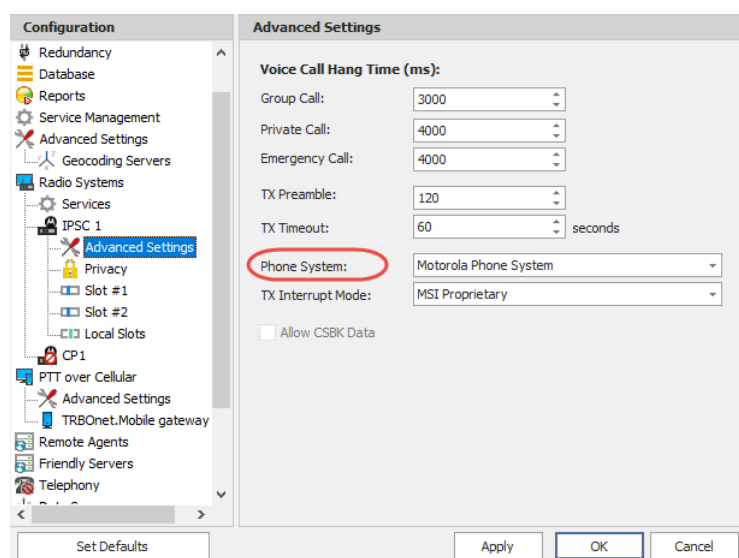 Configuration
Redundancy
Database
Reports
Service Management
Advanced Settings
Geocoding Servers
Radio Systems
Services
IPSC 1
Advanced Settings
Privacy
Slot #1
Slot #2
Local Slots
CP1
PTT over Cellular
Advanced Settings
TRBOnet.Mobile gateway
Remote Agents
Friendly Servers
Telephony
Set Defaults
Advanced Settings
Voice Call Hang Time (ms):
Group Call: 3000
Private Call: 4000
Emergency Call: 4000
TX Preamble: 120
TX Timeout: 60 seconds
Phone System: Motorola Phone System
TX Interrupt Mode: MSI Proprietary
Allow CSBK Data
Apply OK Cancel